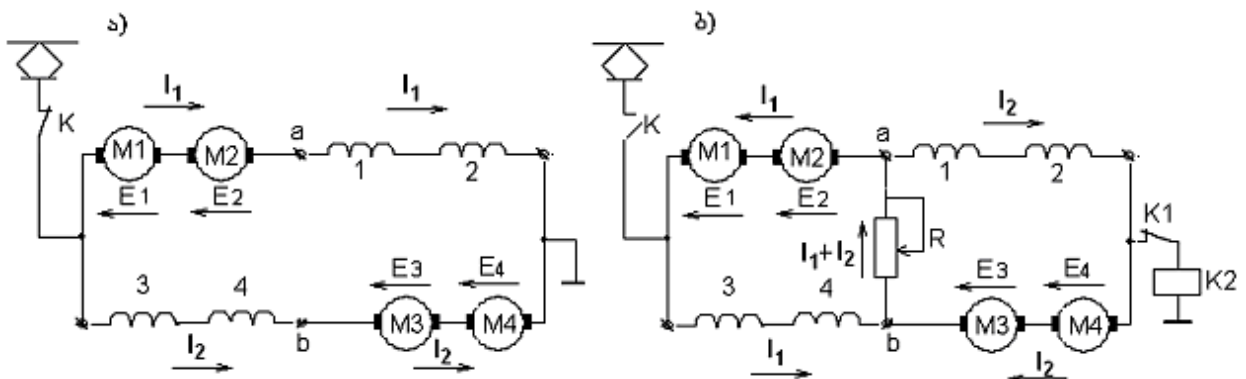 ა)
I₁
I₁
K
M1
M2
a
1
2
E1
E2
3
4
E3
E4
M3
M4
b
I₂
I₂
ბ)
I₁
I₂
K
M1
M2
a
1
2
E1
E2
K1
I₁+I₂
R
K2
3
4
E3
E4
M3
M4
b
I₁
I₂